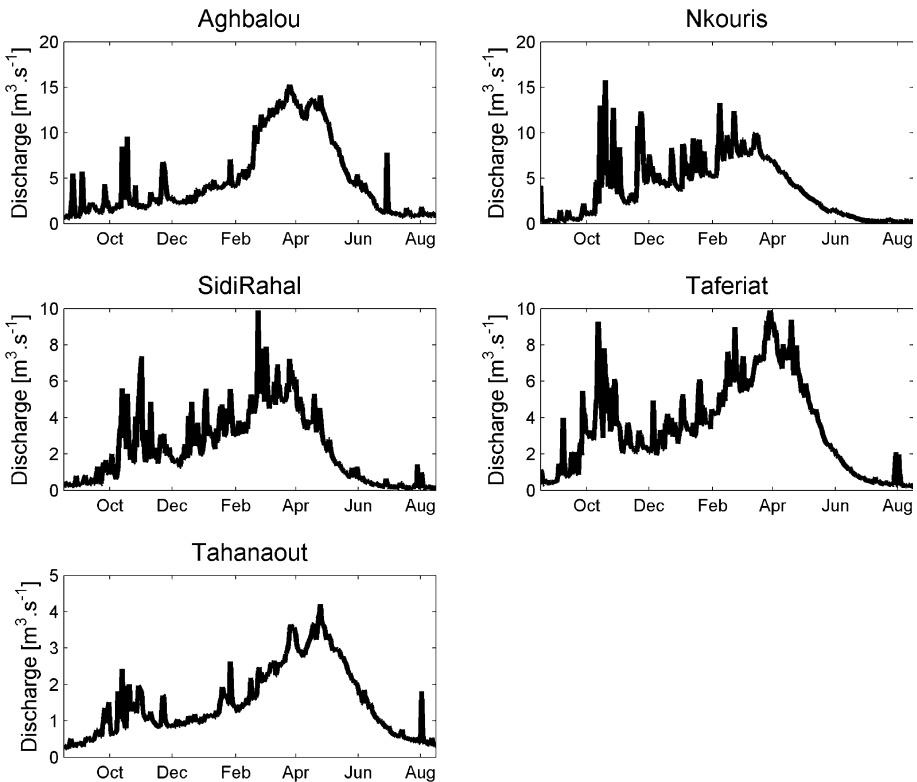 Aghbalou
Nkouris
Discharge [m³.s⁻¹]
20
15
10
5
0
Oct Dec Feb Apr Jun Aug
Discharge [m³.s⁻¹]
20
15
10
5
0
Oct Dec Feb Apr Jun Aug
SidiRahal
Taferiat
Discharge [m³.s⁻¹]
10
8
6
4
2
0
Oct Dec Feb Apr Jun Aug
Discharge [m³.s⁻¹]
10
8
6
4
2
0
Oct Dec Feb Apr Jun Aug
Tahanaout
Discharge [m³.s⁻¹]
5
4
3
2
1
0
Oct Dec Feb Apr Jun Aug